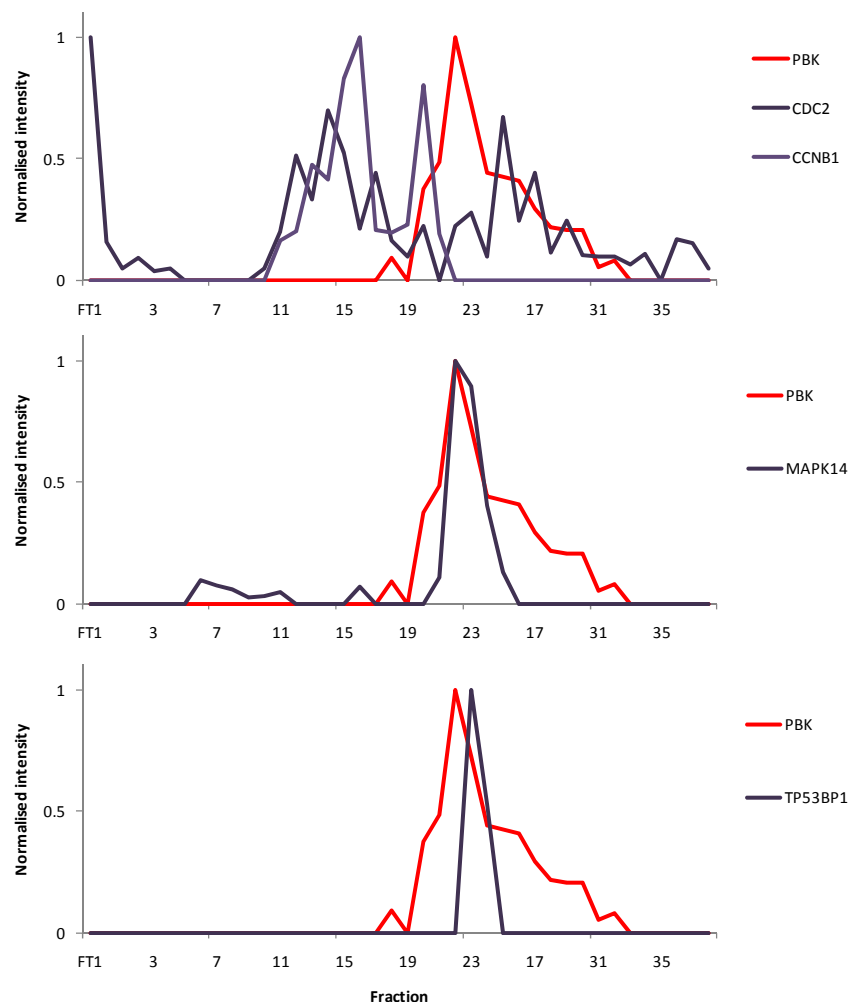 Normalised intensity
1
0.5
0
FT1 3 7 11 15 19 23 17 31 35
PBK
CDC2
CCNB1
Normalised intensity
1
0.5
0
FT1 3 7 11 15 19 23 17 31 35
PBK
MAPK14
Normalised intensity
1
0.5
0
FT1 3 7 11 15 19 23 17 31 35
PBK
TP53BP1
Fraction